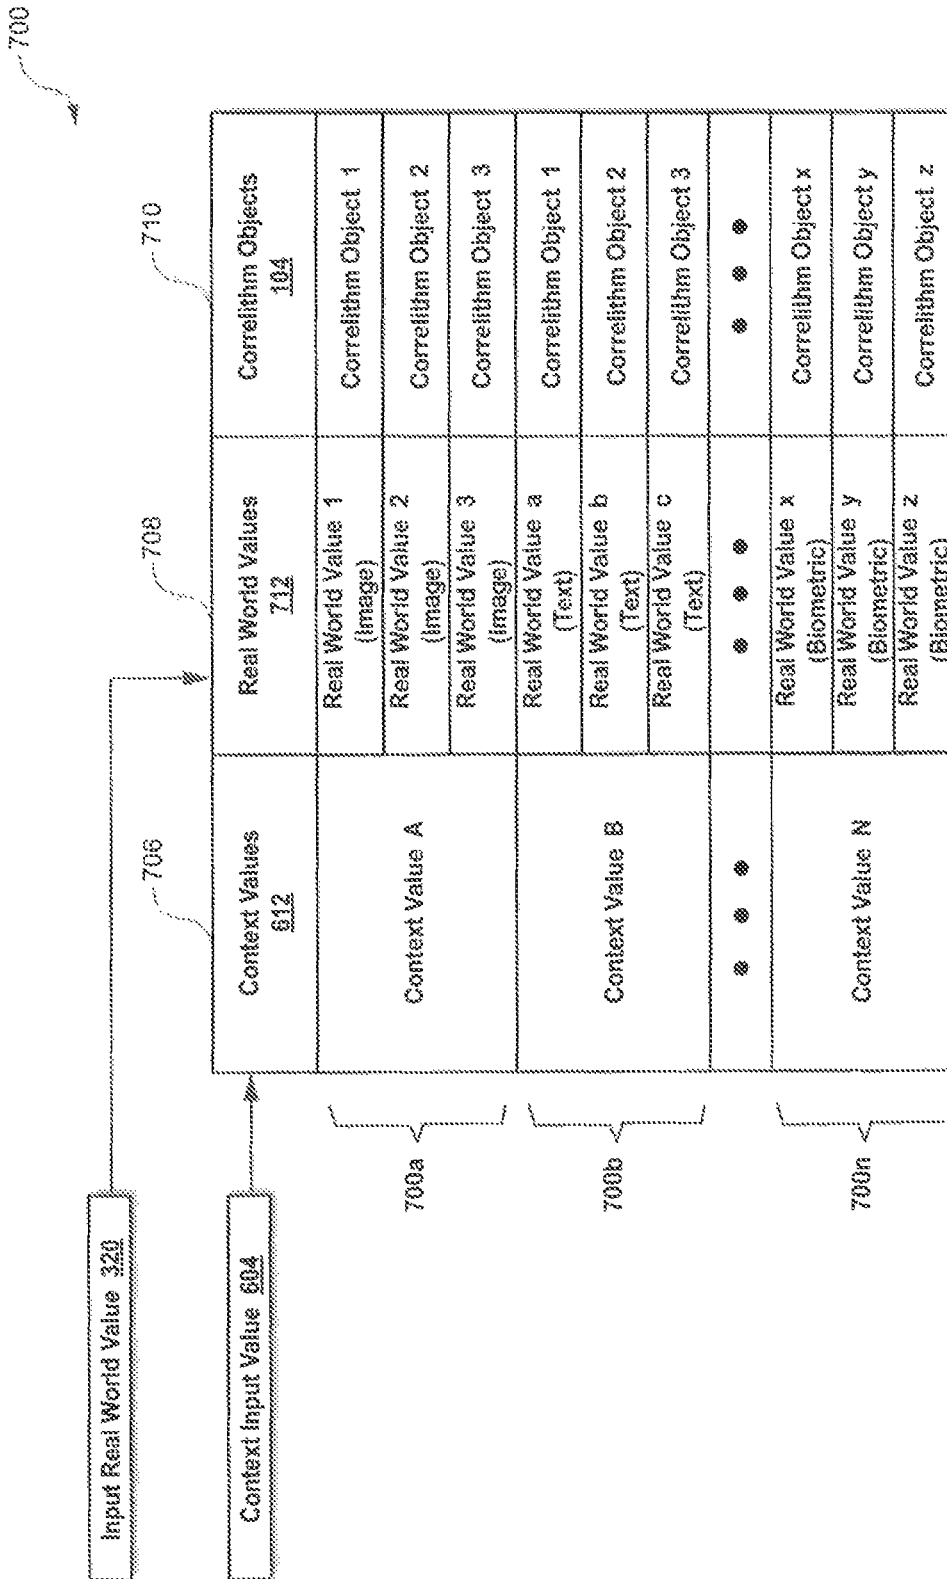 700
Input Real World Value 320
Context Input Value 604
706
708
710
Context Values
612
Real World Values
712
Correlithm Objects
104
700a
Context Value A
Real World Value 1
(Image)
Correlithm Object 1
Real World Value 2
(Image)
Correlithm Object 2
Real World Value 3
(Image)
Correlithm Object 3
700b
Context Value B
Real World Value a
(Text)
Correlithm Object 1
Real World Value b
(Text)
Correlithm Object 2
Real World Value c
(Text)
Correlithm Object 3
700n
Context Value N
Real World Value x
(Biometric)
Correlithm Object x
Real World Value y
(Biometric)
Correlithm Object y
Real World Value z
(Biometric)
Correlithm Object z